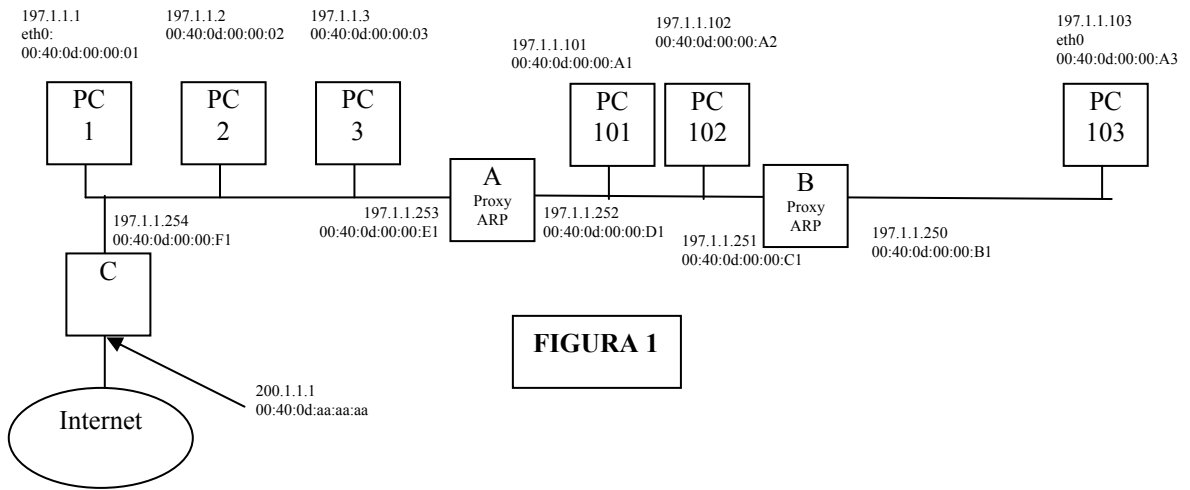 197.1.1.1
eth0:
00:40:0d:00:00:01
197.1.1.2
00:40:0d:00:00:02
197.1.1.3
00:40:0d:00:00:03
197.1.1.101
00:40:0d:00:00:A1
197.1.1.102
00:40:0d:00:00:A2
197.1.1.103
eth0
00:40:0d:00:00:A3
PC
1
PC
2
PC
3
PC
101
PC
102
PC
103
A
Proxy
ARP
B
Proxy
ARP
197.1.1.254
00:40:0d:00:00:F1
197.1.1.253
00:40:0d:00:00:E1
197.1.1.252
00:40:0d:00:00:D1
197.1.1.251
00:40:0d:00:00:C1
197.1.1.250
00:40:0d:00:00:B1
C
FIGURA 1
200.1.1.1
00:40:0d:aa:aa:aa
Internet